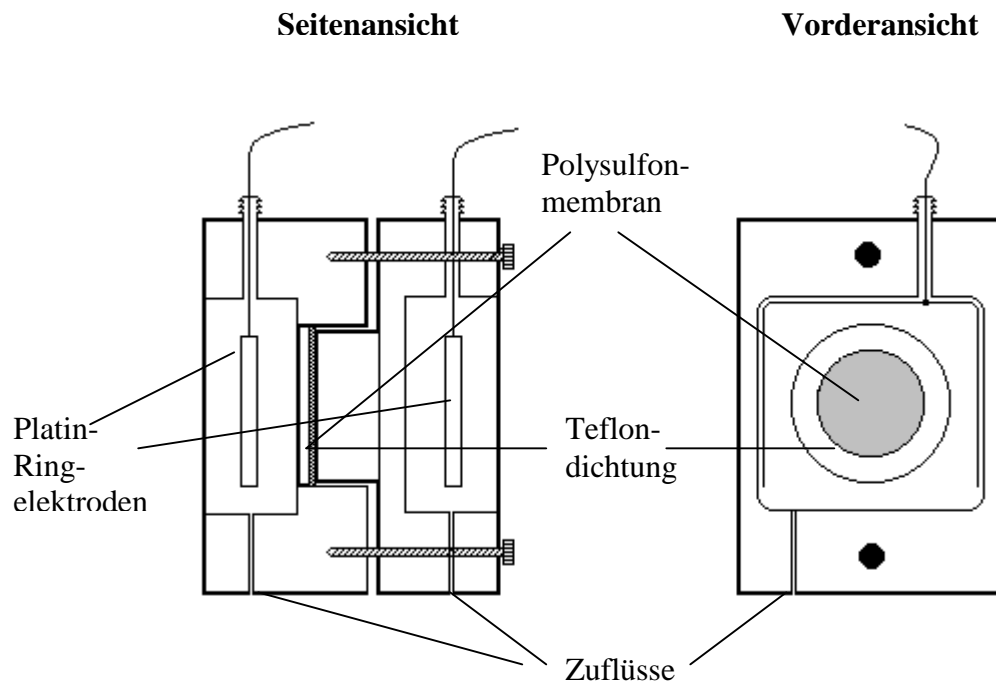 Seitenansicht
Vorderansicht
Polysulfon-
membran
Platin-
Ring-
elektroden
Teflon-
dichtung
Zuflüsse